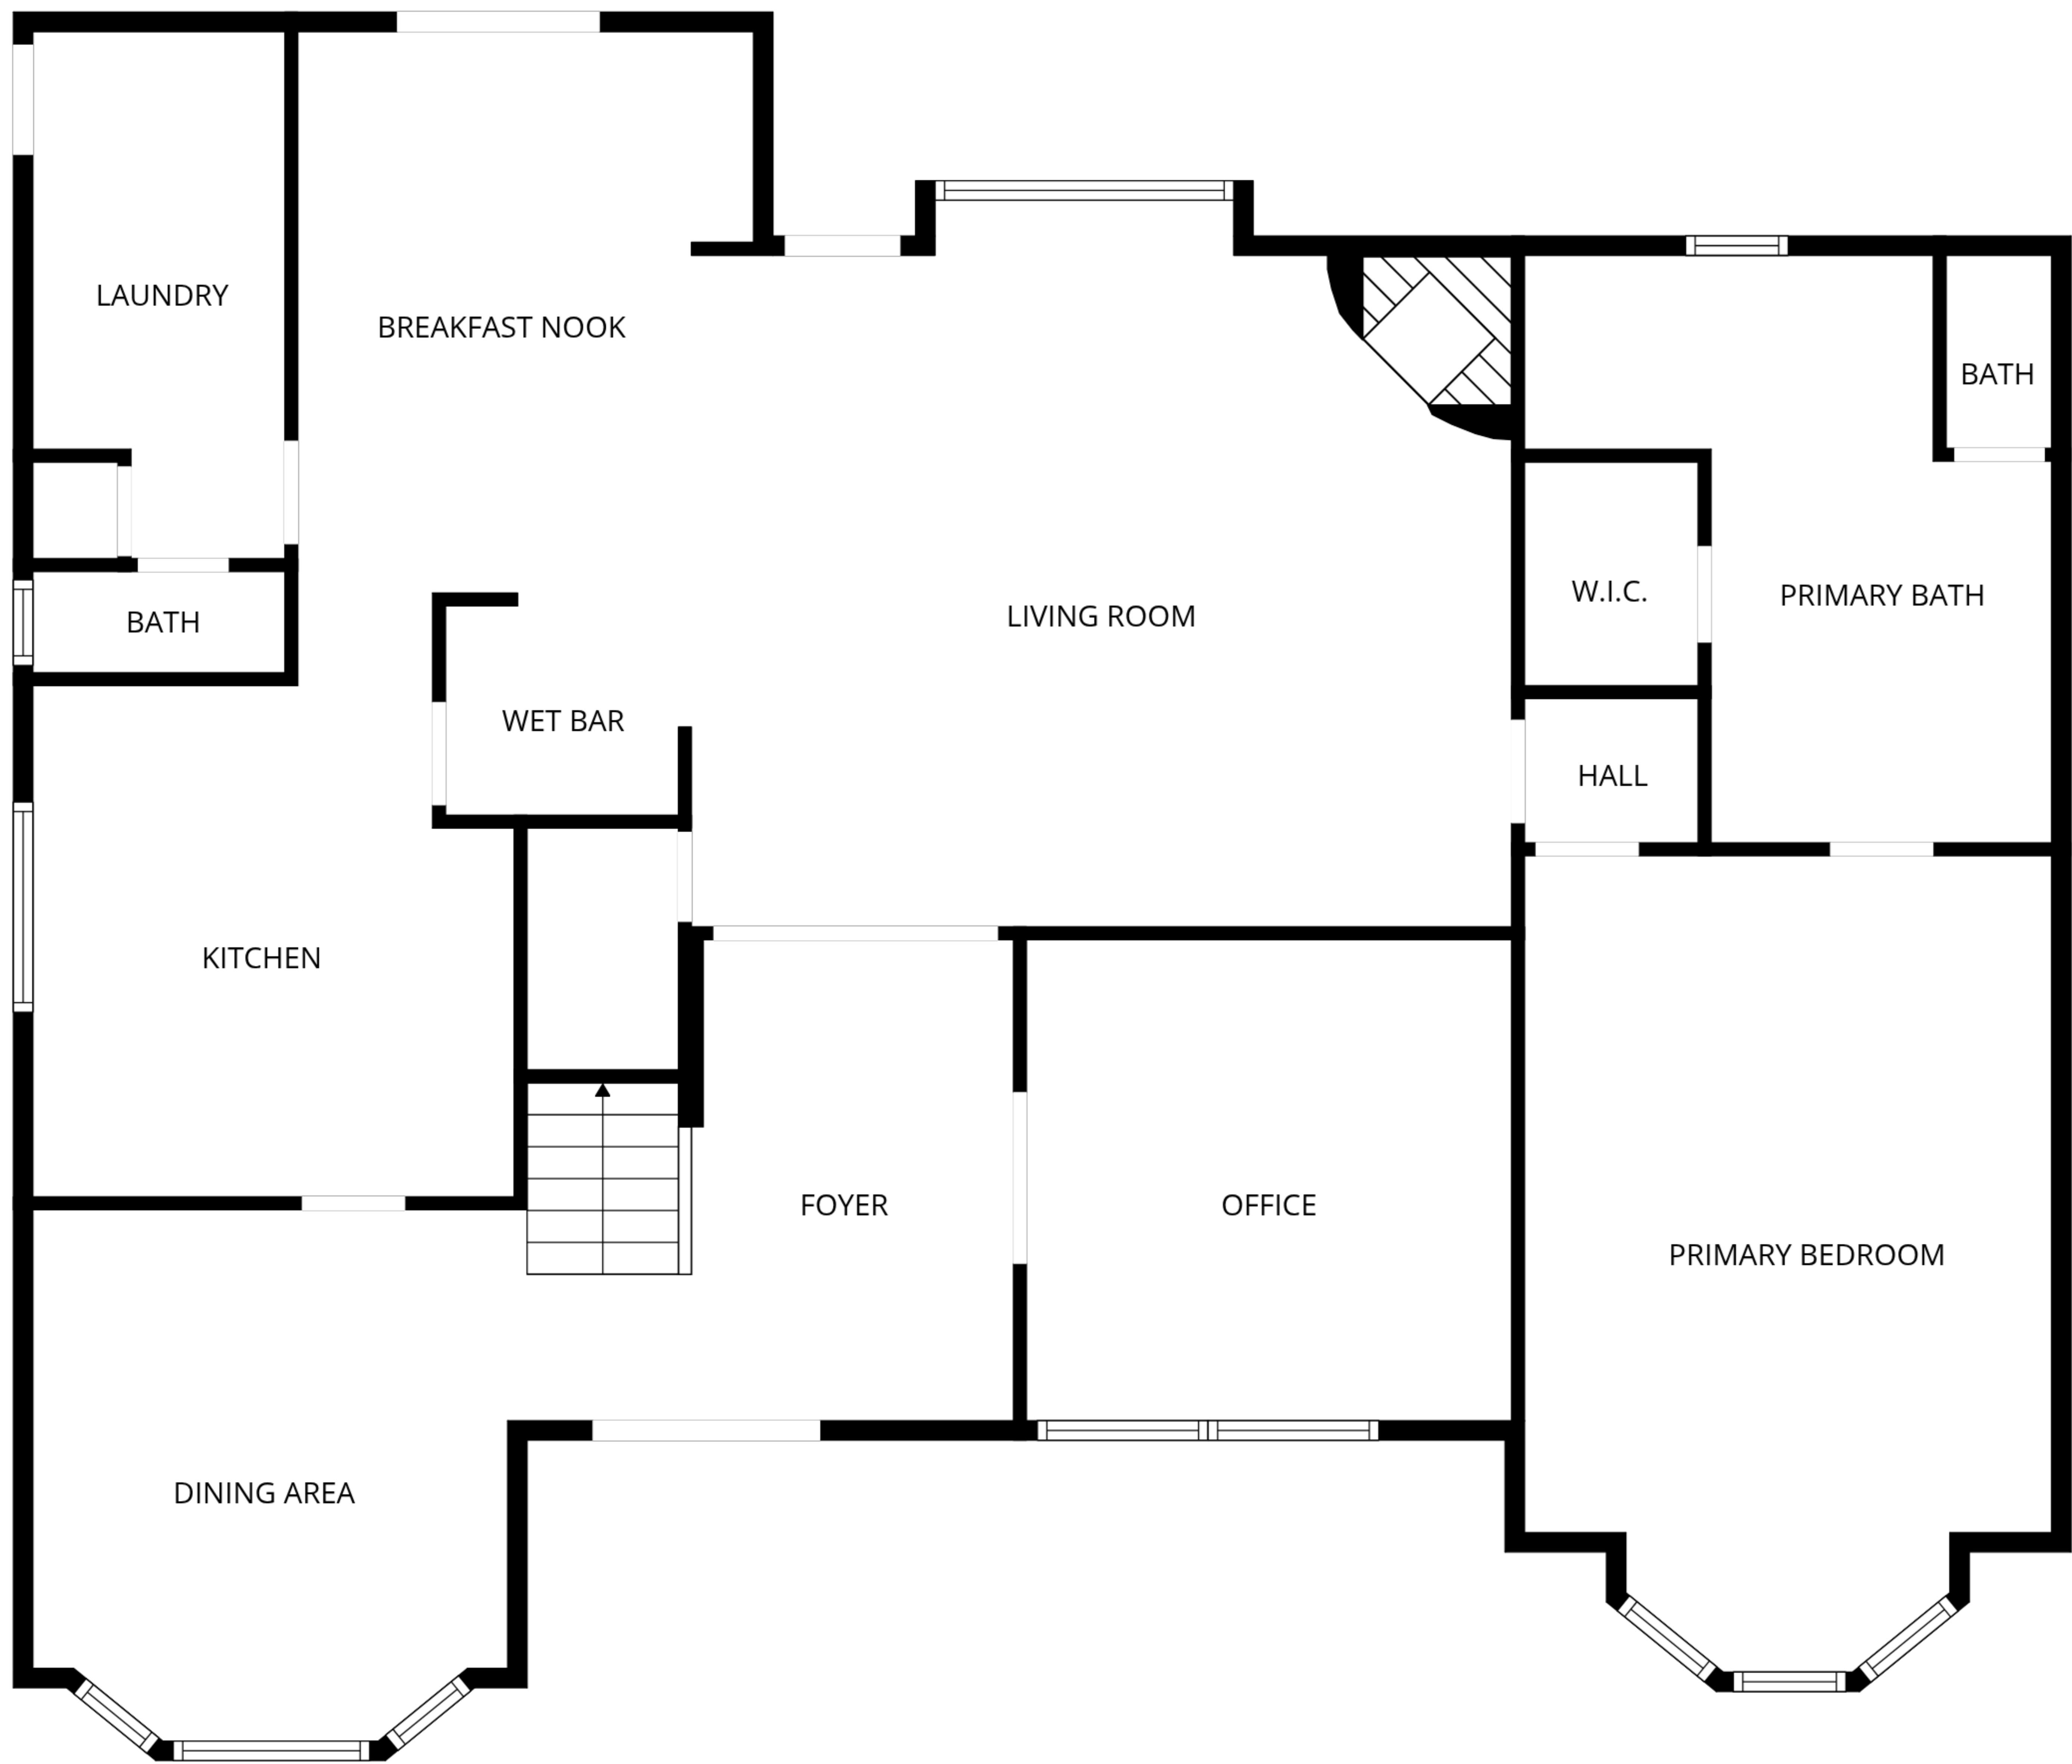 LAUNDRY
BREAKFAST NOOK
BATH
BATH
LIVING ROOM
W.I.C.
PRIMARY BATH
WET BAR
HALL
KITCHEN
FOYER
OFFICE
PRIMARY BEDROOM
DINING AREA